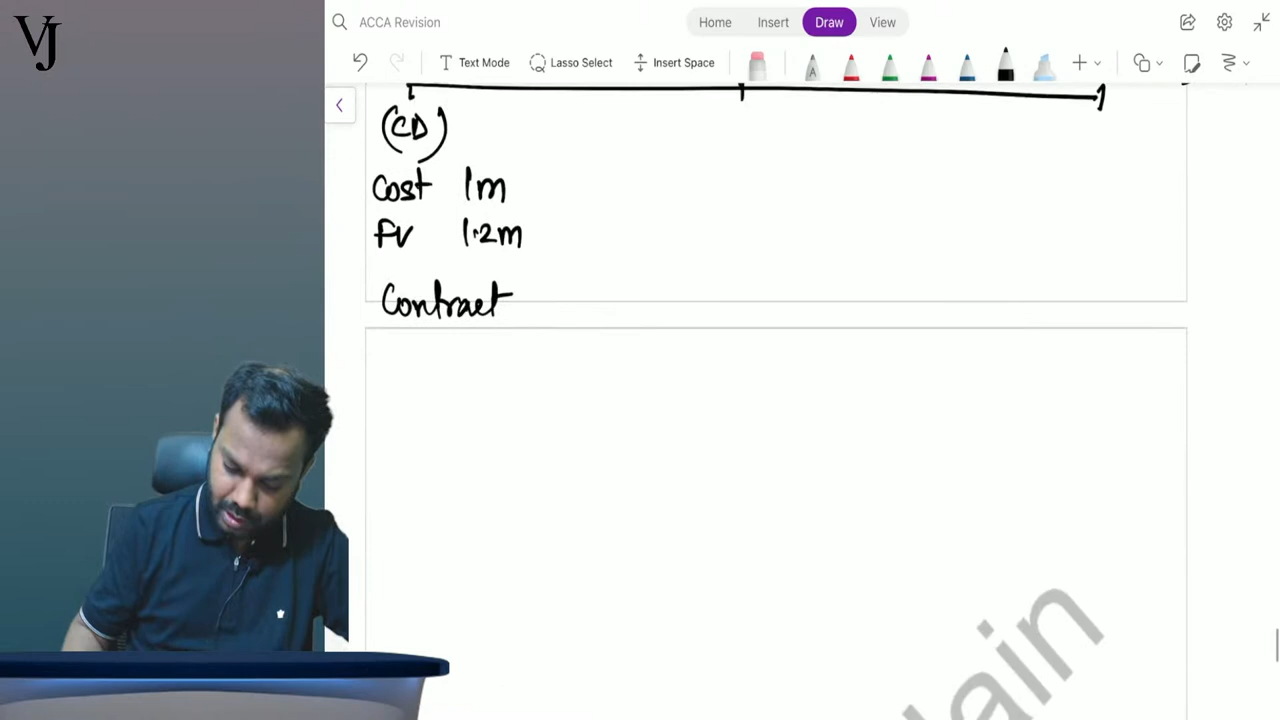 VJ
ACCA Revision
Home Insert Draw View
Text Mode Lasso Select Insert Space
(CD)
Cost 1m
FV 1.2m
Contract